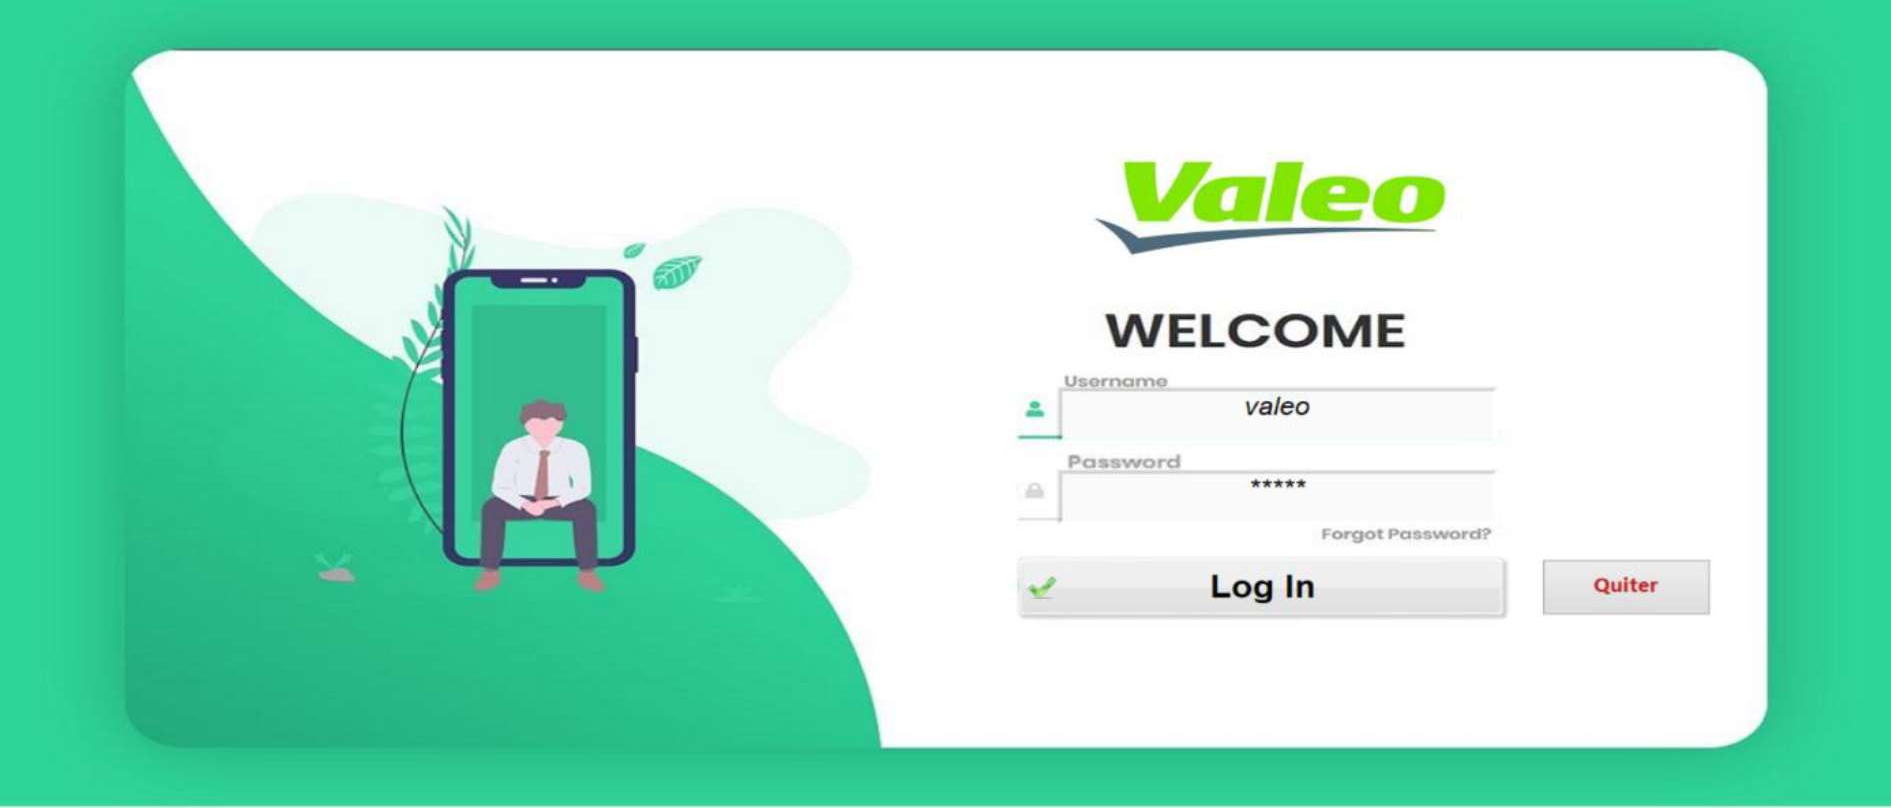 Valeo
WELCOME
Username
valeo
Password
*****
Forgot Password?
Log In
Quiter